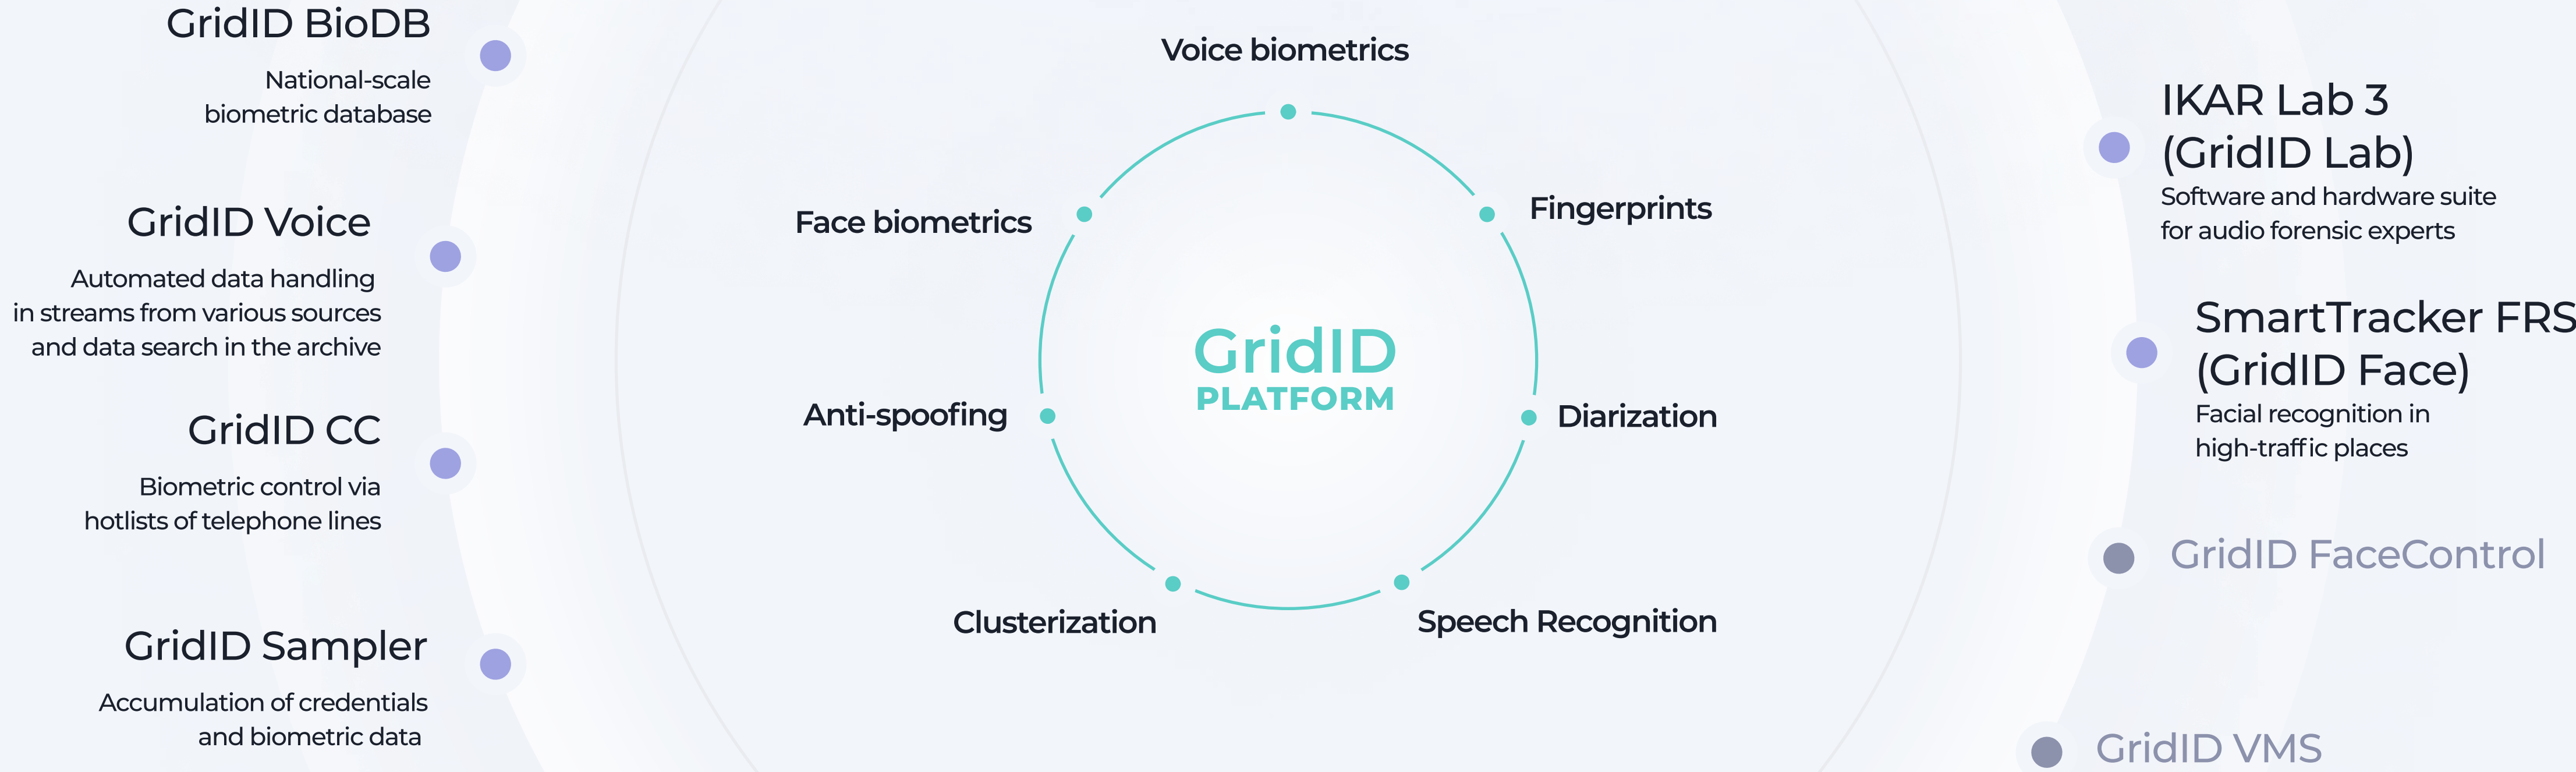 GridID BioDB
National-scale
biometric database
GridID Voice
Automated data handling
in streams from various sources
and data search in the archive
GridID CC
Biometric control via
hotlists of telephone lines
GridID Sampler
Accumulation of credentials
and biometric data
Voice biometrics
Face biometrics
Fingerprints
GridID
PLATFORM
Anti-spoofing
Diarization
Clusterization
Speech Recognition
IKAR Lab 3
(GridID Lab)
Software and hardware suite
for audio forensic experts
SmartTracker FRS
(GridID Face)
Facial recognition in
high-traffic places
GridID FaceControl
GridID VMS